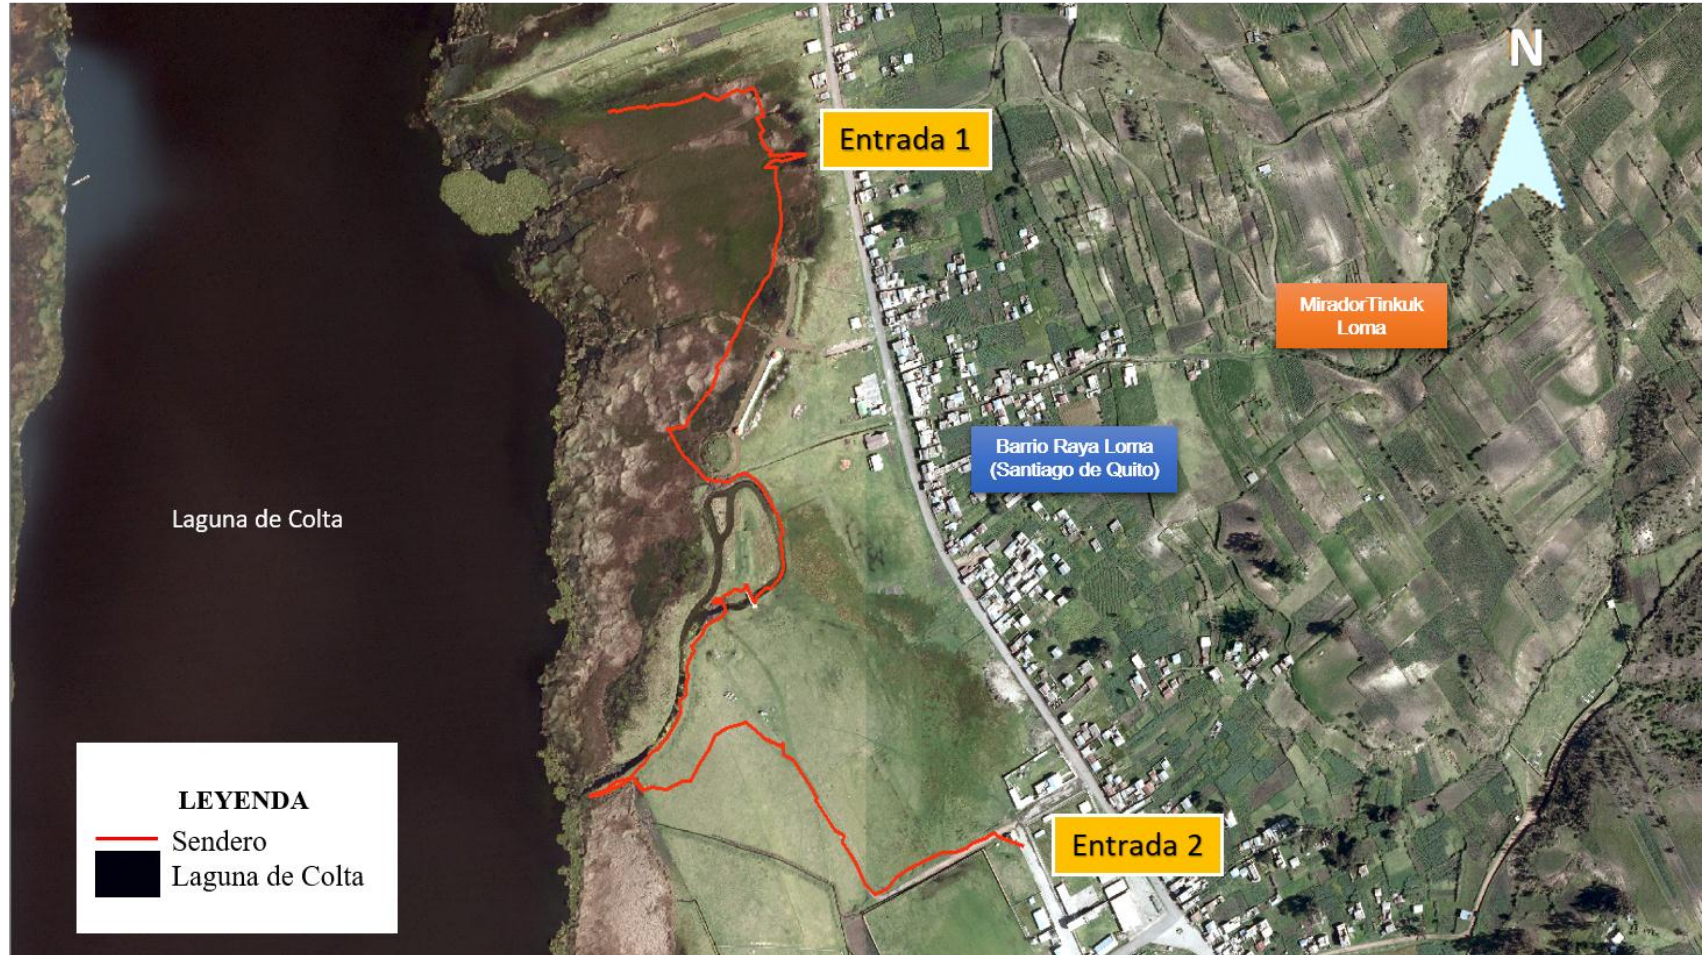 N
Entrada 1
MiradorTinkuk
Loma
Barrio Raya Loma
(Santiago de Quito)
Laguna de Colta
LEYENDA
Sendero
Laguna de Colta
Entrada 2